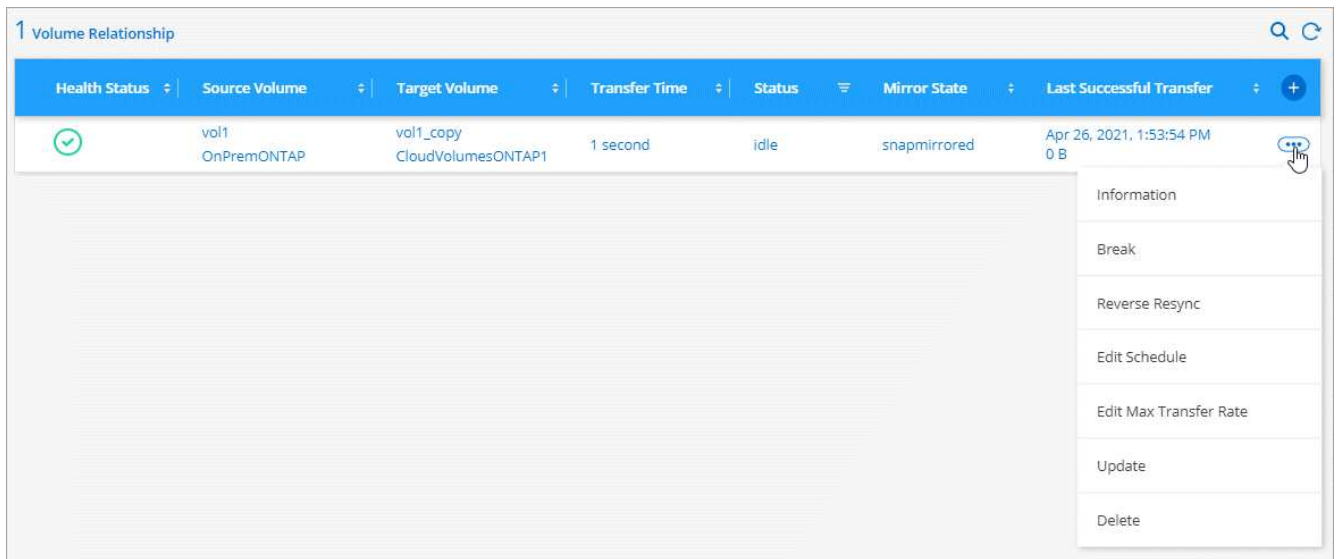 1 Volume Relationship
Health Status Source Volume Target Volume Transfer Time Status Mirror State Last Successful Transfer
vol1 vol1_copy Apr 26, 2021, 1:53:54 PM
1 second idle snapmirrored
OnPremONTAP CloudVolumesONTAP1 0 B
Information
Break
Reverse Resync
Edit Schedule
Edit Max Transfer Rate
Update
Delete